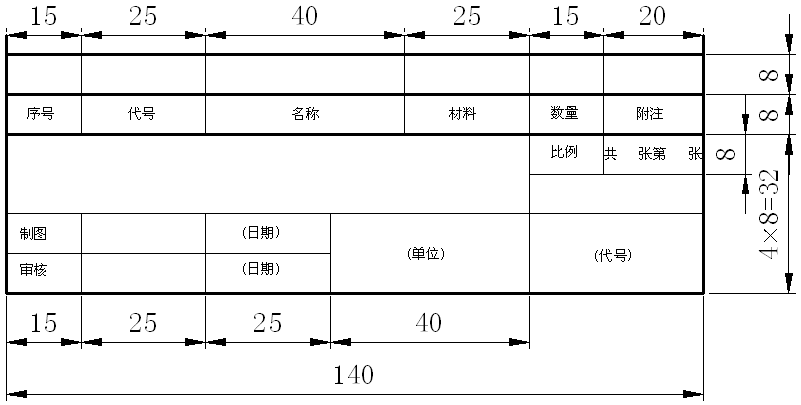 15 25 40 25 15 20
8
序号 代号 名称 材料 数量 附注 8
比例 共 张第 张 8
4×8=32
制图 (日期)
(单位) (代号)
审核 (日期)
15 25 25 40
140